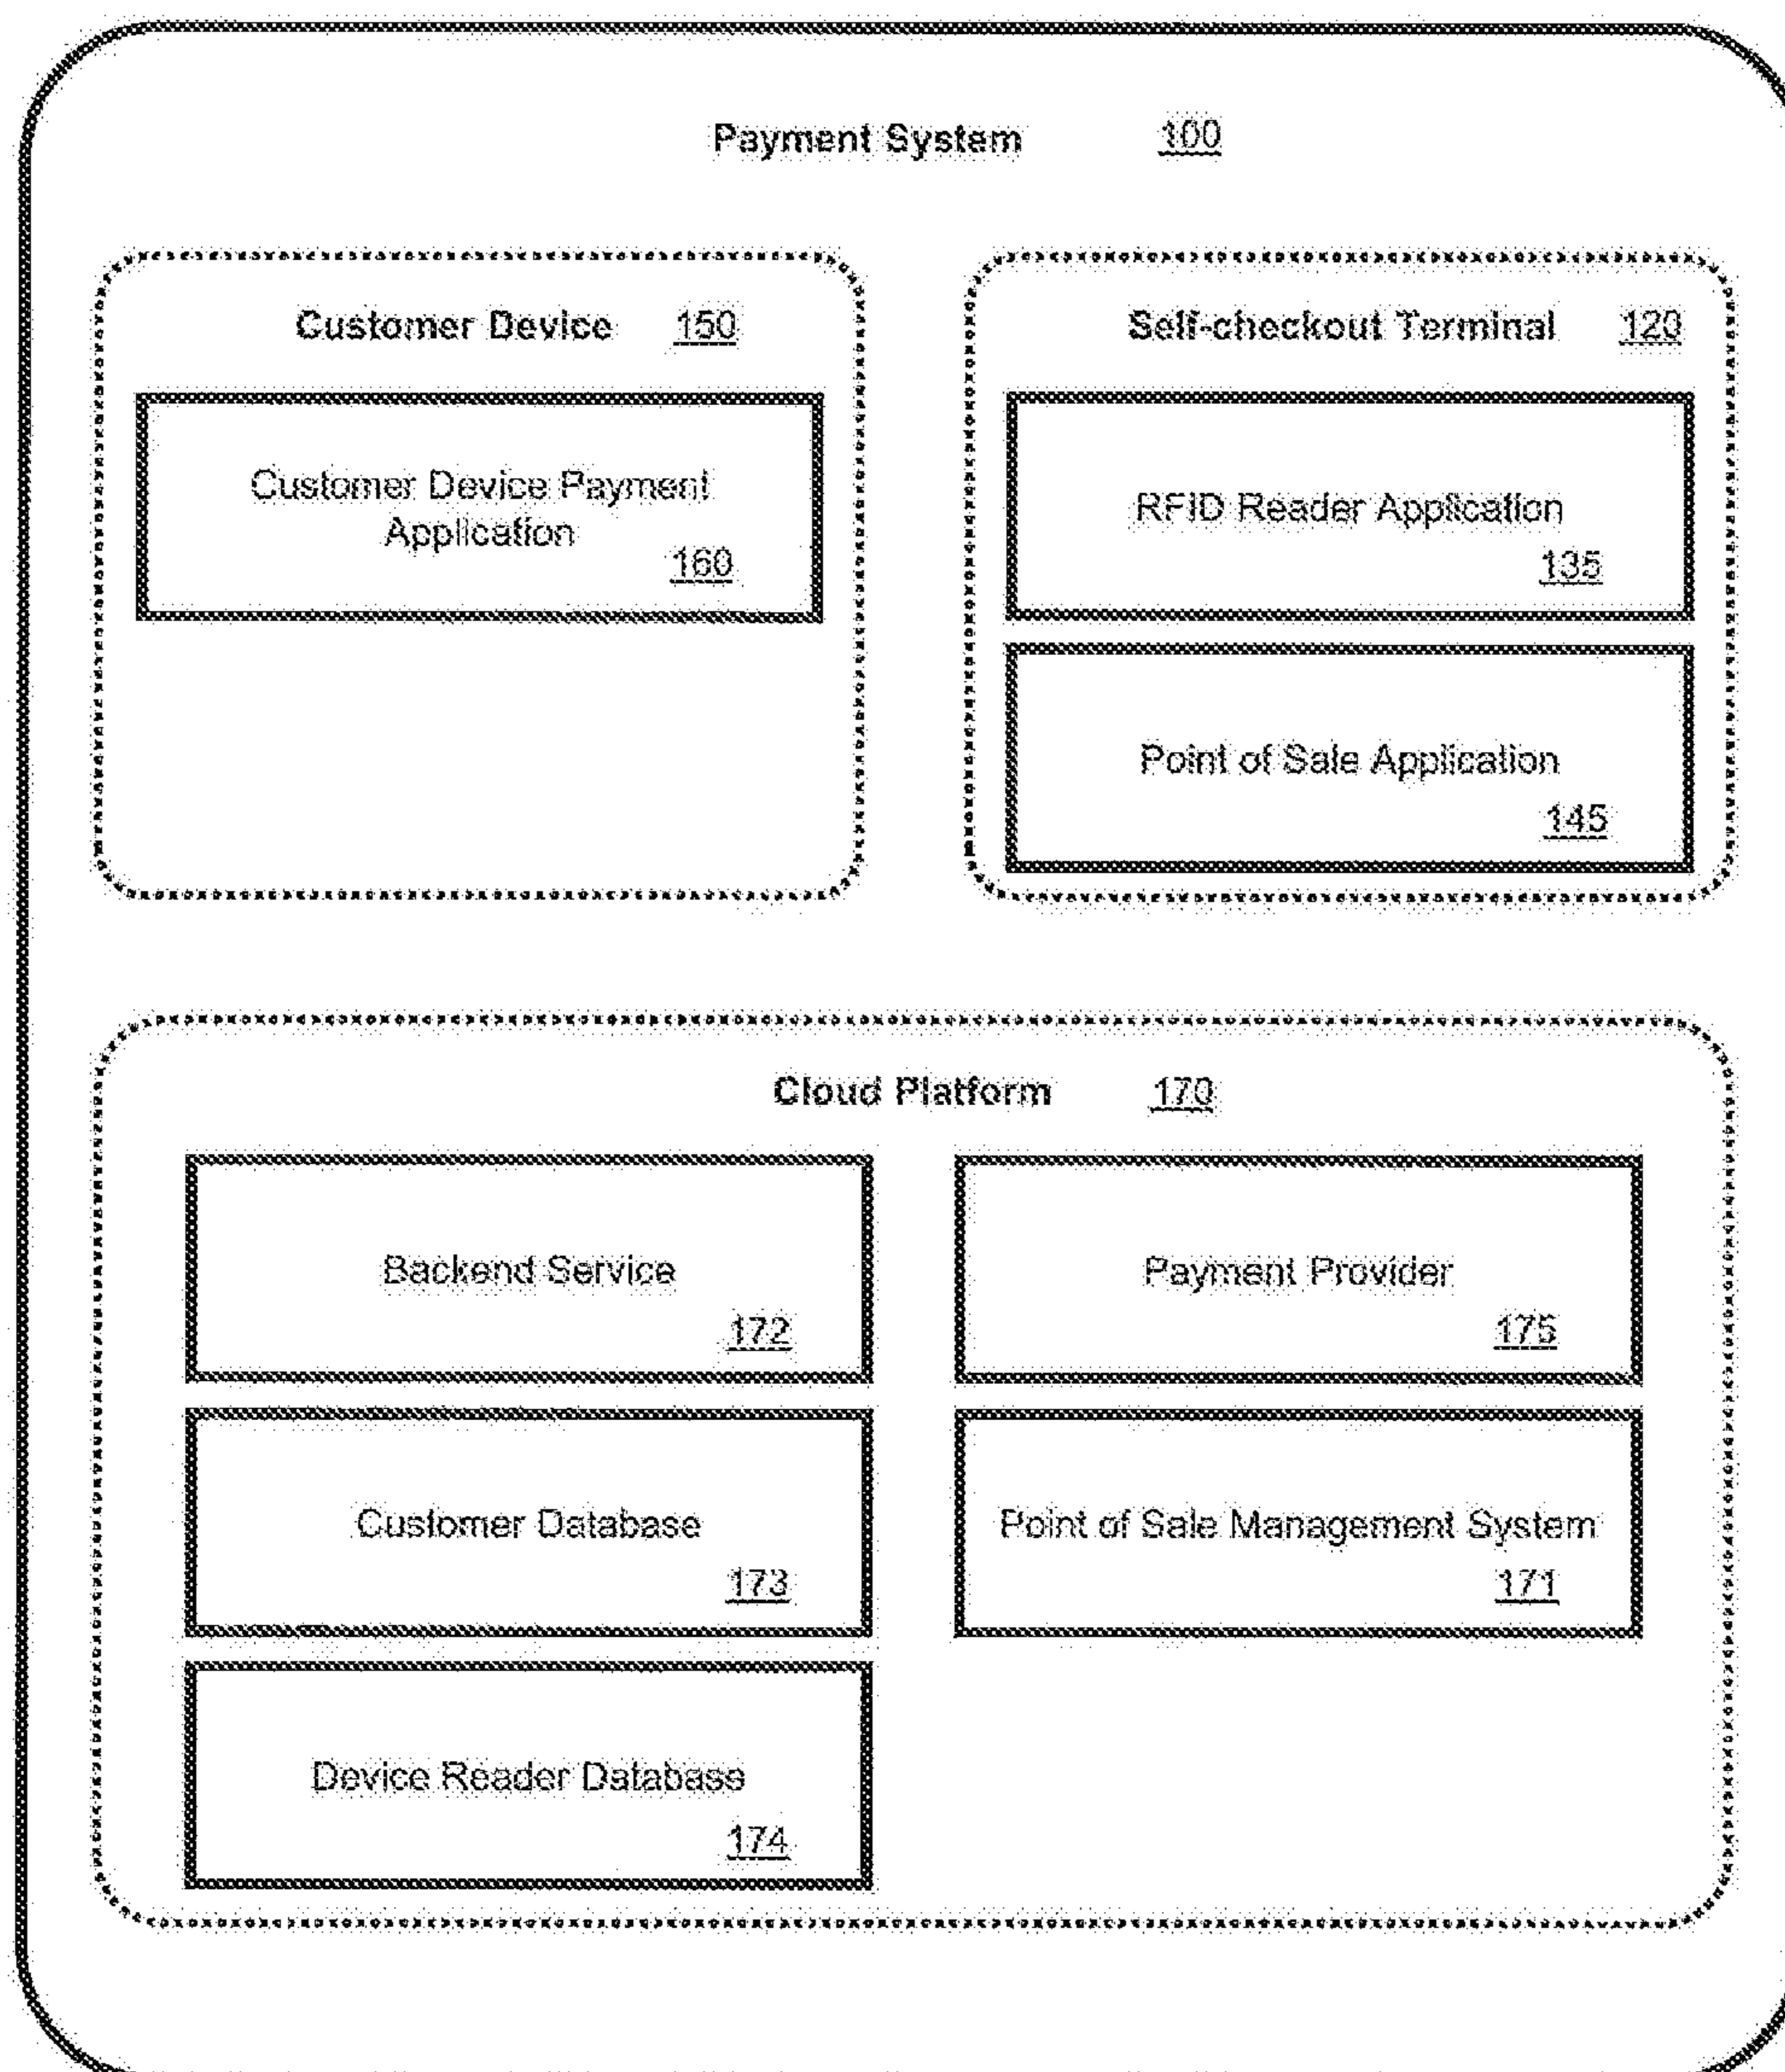 Payment System 100
Customer Device 150
Customer Device Payment
Application
160
Self-checkout Terminal 120
RFID Reader Application
135
Point of Sale Application
145
Cloud Platform 170
Backend Service
172
Payment Provider
175
Customer Database
173
Point of Sale Management System
171
Device Reader Database
174